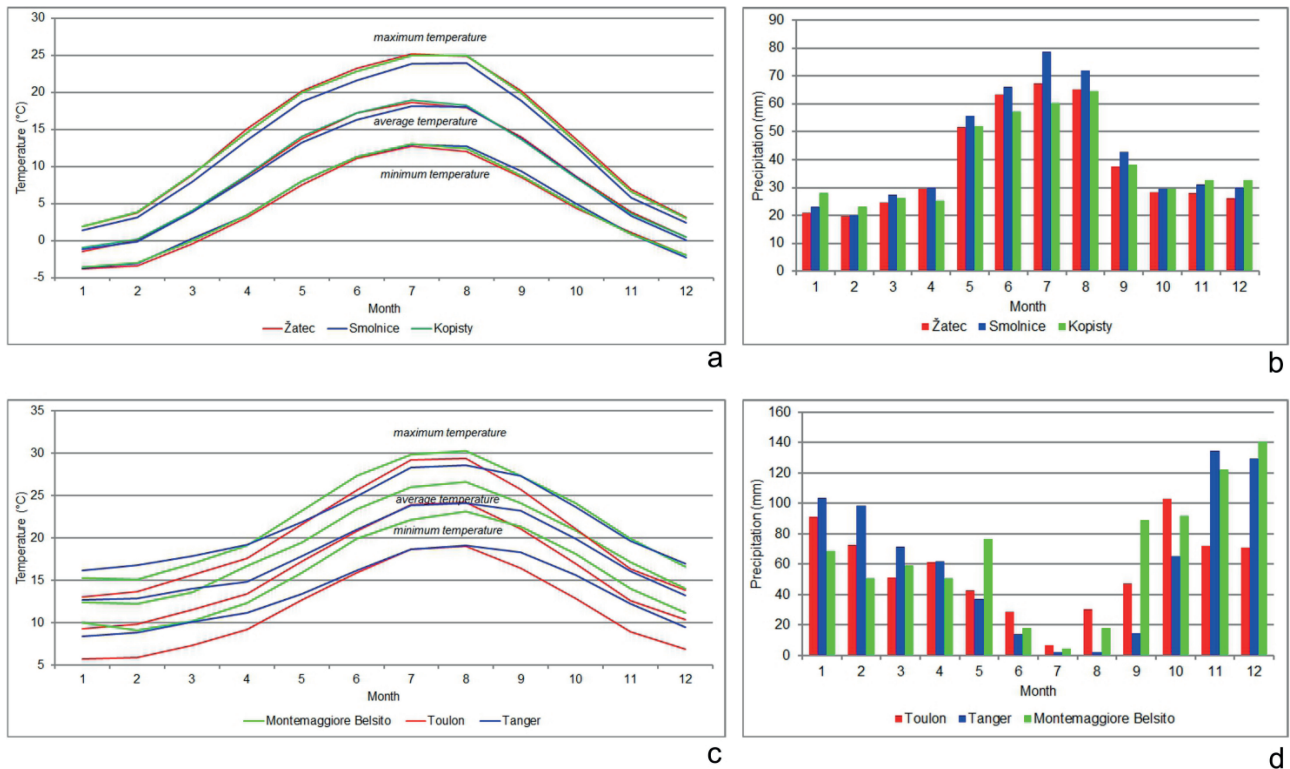 30
25
20
15
10
5
0
-5
Temperature (°C)
maximum temperature
average temperature
minimum temperature
1 2 3 4 5 6 7 8 9 10 11 12
Month
Žatec Smolnice Kopisty
a
90
80
70
60
50
40
30
20
10
0
Precipitation (mm)
1 2 3 4 5 6 7 8 9 10 11 12
Month
Žatec Smolnice Kopisty
b
35
30
25
20
15
10
5
Temperature (°C)
maximum temperature
average temperature
minimum temperature
1 2 3 4 5 6 7 8 9 10 11 12
Month
Montemaggiore Belsito Toulon Tanger
c
160
140
120
100
80
60
40
20
0
Precipitation (mm)
1 2 3 4 5 6 7 8 9 10 11 12
Month
Toulon Tanger Montemaggiore Belsito
d